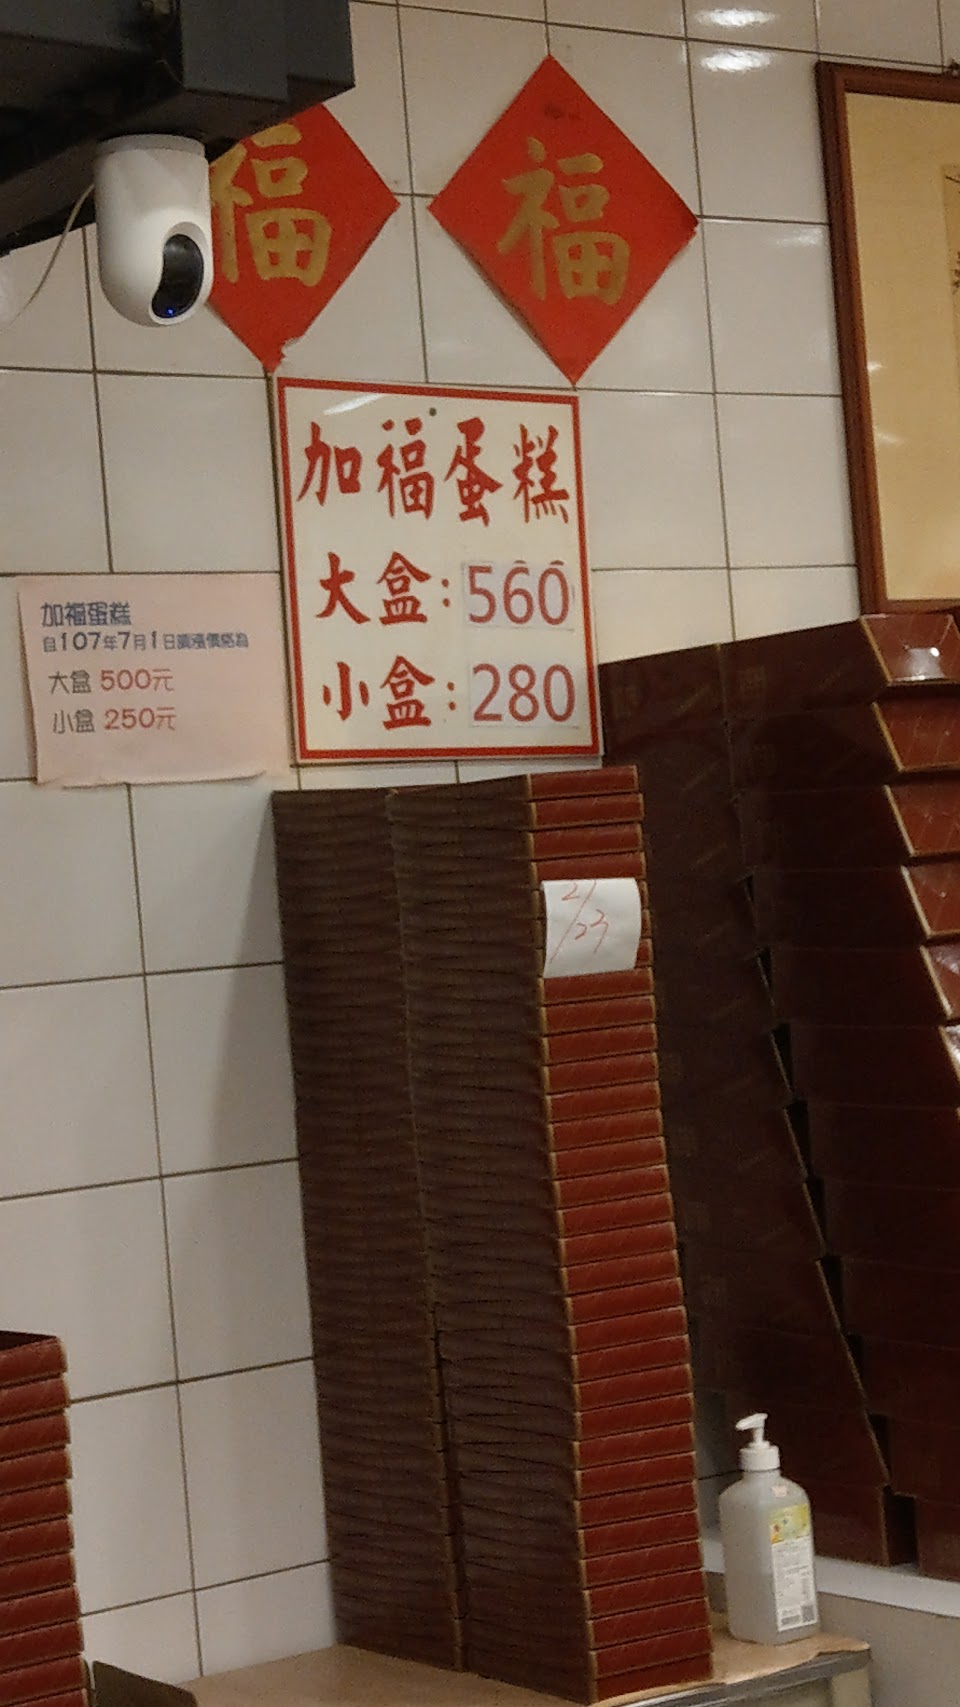 福
福
加福蛋糕
大盒:560
小盒:280
加福蛋糕
自107年7月1日調漲價格為
大盒 500元
小盒 250元
2/23